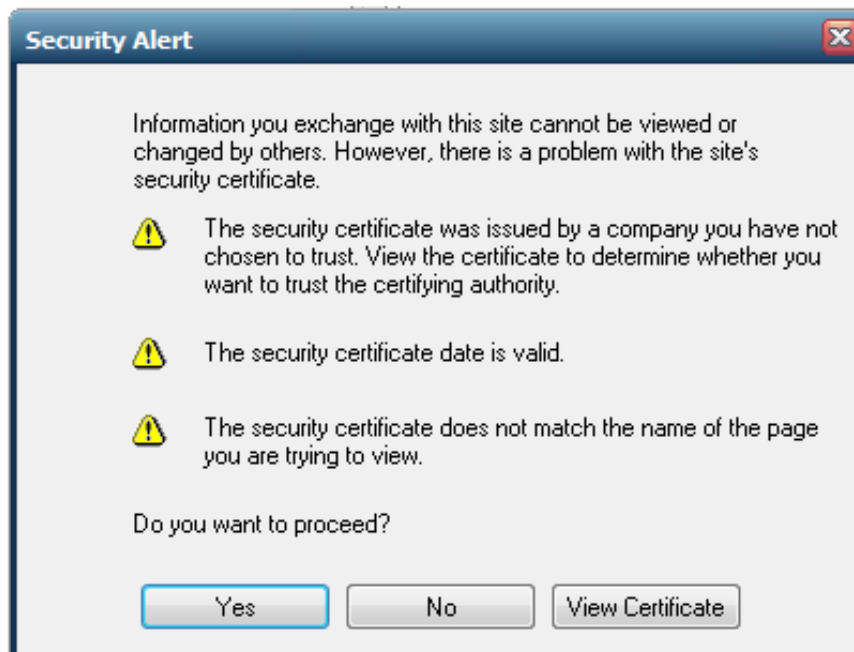 Security Alert
Information you exchange with this site cannot be viewed or
changed by others. However, there is a problem with the site's
security certificate.
The security certificate was issued by a company you have not
chosen to trust. View the certificate to determine whether you
want to trust the certifying authority.
The security certificate date is valid.
The security certificate does not match the name of the page
you are trying to view.
Do you want to proceed?
Yes
No
View Certificate